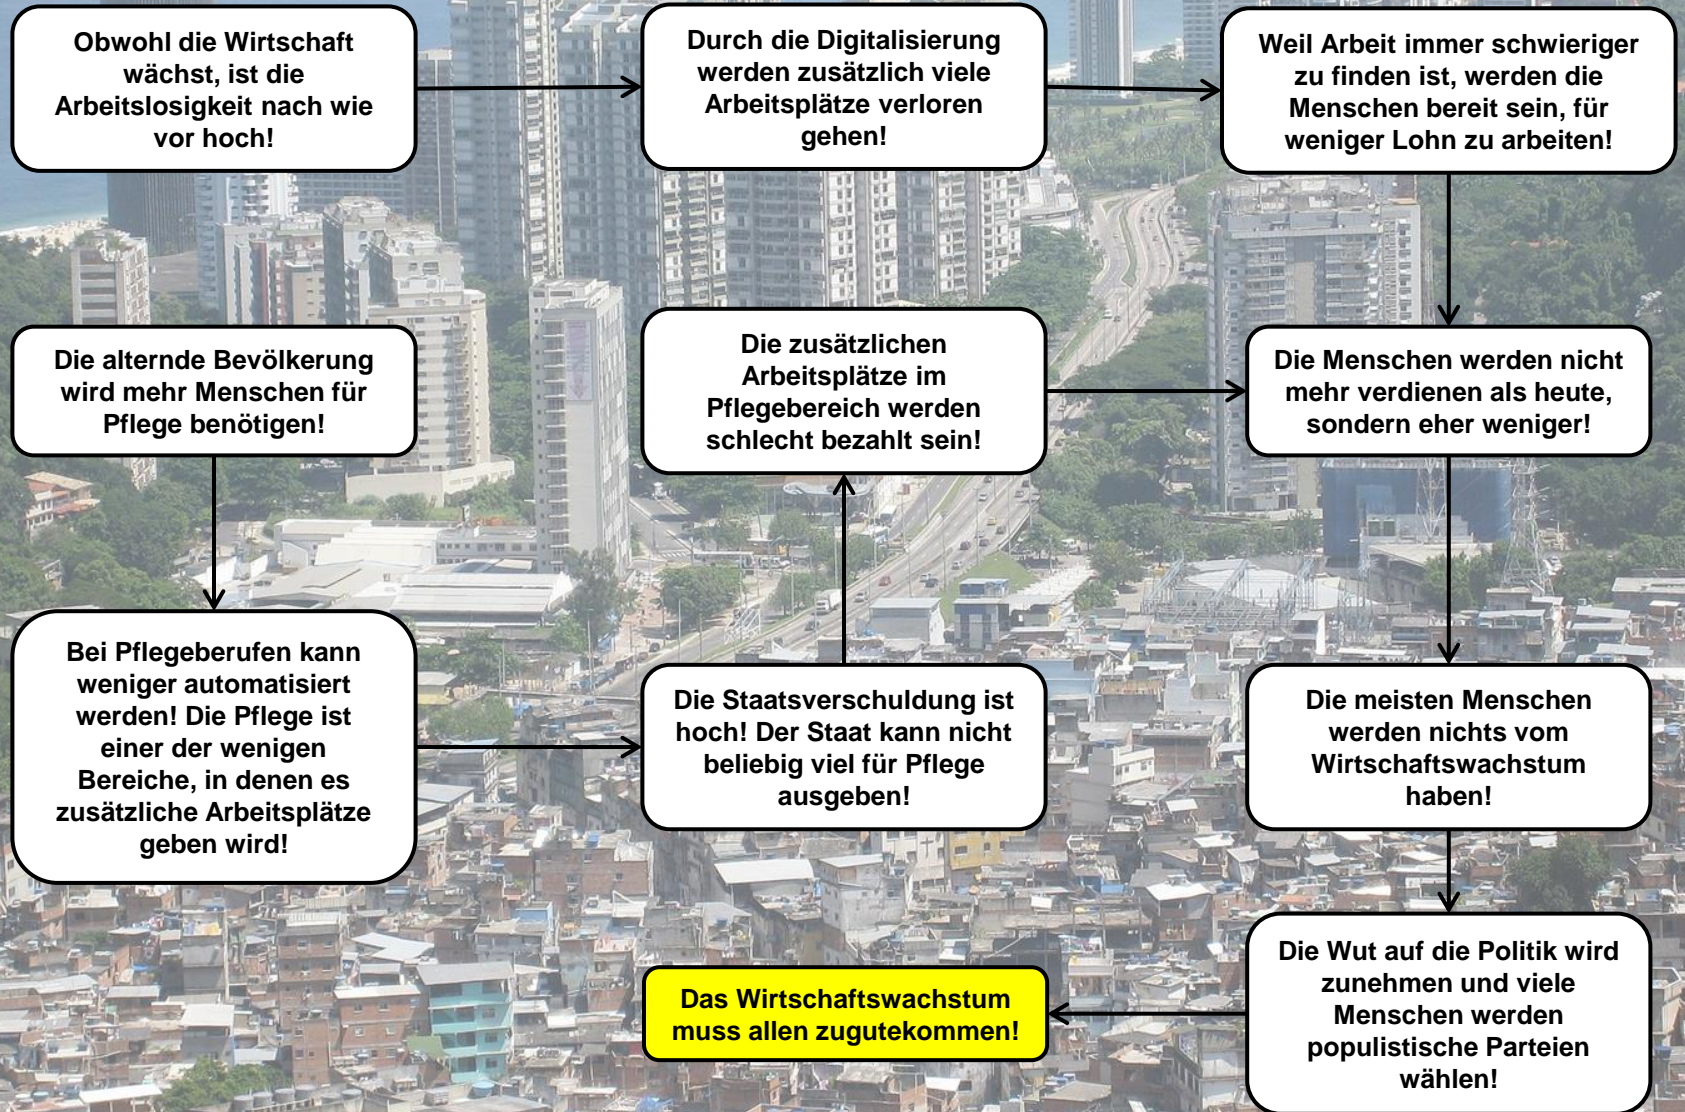 Obwohl die Wirtschaft
wächst, ist die
Arbeitslosigkeit nach wie
vor hoch!
Durch die Digitalisierung
werden zusätzlich viele
Arbeitsplätze verloren
gehen!
Weil Arbeit immer schwieriger
zu finden ist, werden die
Menschen bereit sein, für
weniger Lohn zu arbeiten!
Die alternde Bevölkerung
wird mehr Menschen für
Pflege benötigen!
Die zusätzlichen
Arbeitsplätze im
Pflegebereich werden
schlecht bezahlt sein!
Die Menschen werden nicht
mehr verdienen als heute,
sondern eher weniger!
Bei Pflegeberufen kann
weniger automatisiert
werden! Die Pflege ist
einer der wenigen
Bereiche, in denen es
zusätzliche Arbeitsplätze
geben wird!
Die Staatsverschuldung ist
hoch! Der Staat kann nicht
beliebig viel für Pflege
ausgeben!
Die meisten Menschen
werden nichts vom
Wirtschaftswachstum
haben!
Das Wirtschaftswachstum
muss allen zugutekommen!
Die Wut auf die Politik wird
zunehmen und viele
Menschen werden
populistische Parteien
wählen!